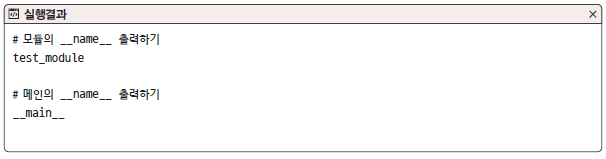 실행결과
# 모듈의 __name__ 출력하기
test_module
# 메인의 __name__ 출력하기
__main__